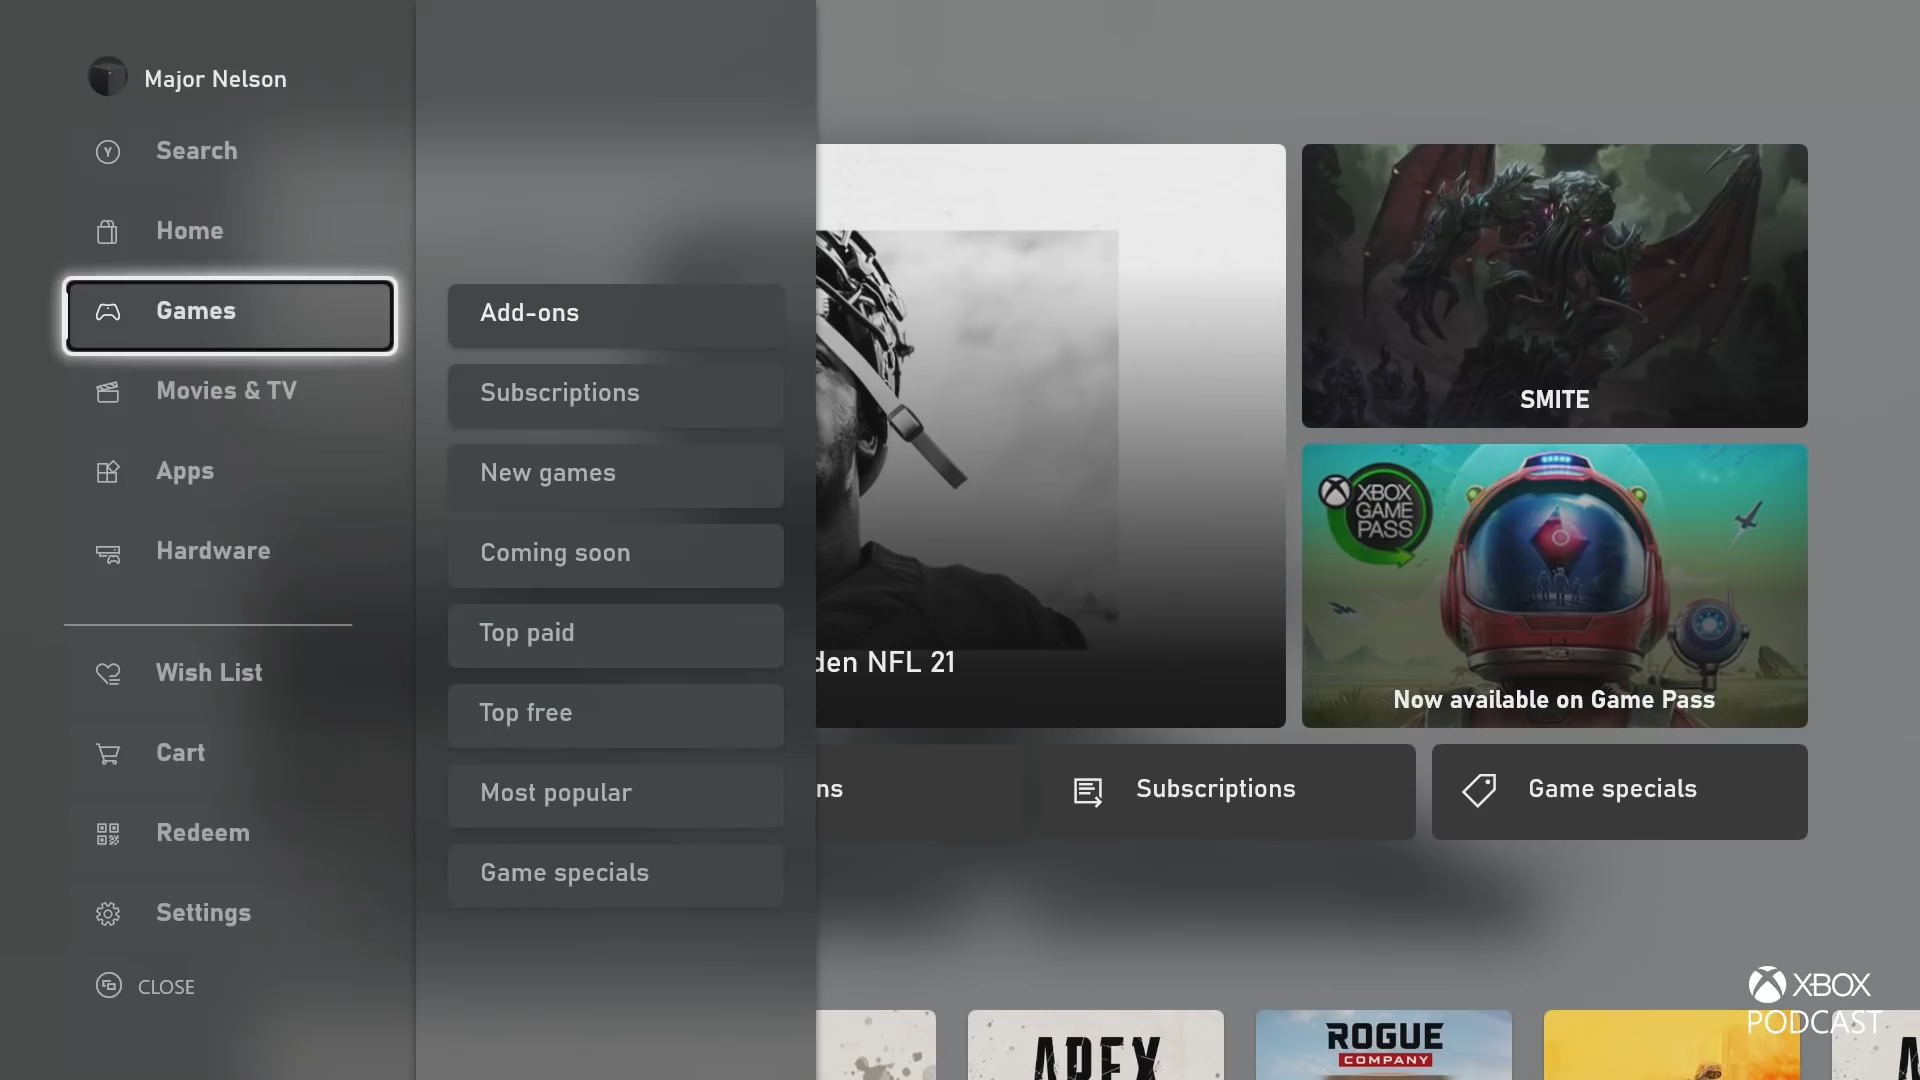 Major Nelson
Search
Home
Games
Movies & TV
Apps
Hardware
Wish List
Cart
Redeem
Settings
CLOSE
Add-ons
Subscriptions
New games
Coming soon
Top paid
Top free
Most popular
Game specials
den NFL 21
SMITE
XBOX
GAME
PASS
Now available on Game Pass
ns
Subscriptions
Game specials
APEX
ROGUE
COMPANY
XBOX
PODCAST